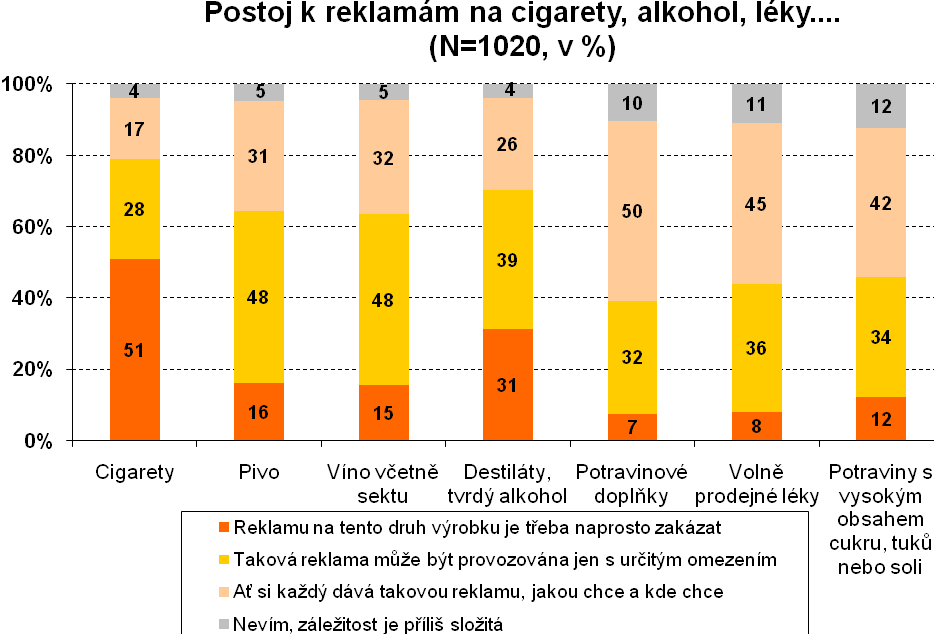 Postoj k reklamám na cigarety, alkohol, léky....
(N=1020, v %)
100%
80%
60%
40%
20%
0%
4
5
5
4
10
11
12
17
31
32
26
50
45
42
28
48
48
39
32
36
34
51
16
15
31
7
8
12
Cigarety
Pivo
Víno včetně
sektu
Destiláty,
tvrdý alkohol
Potravinové
doplňky
Volně
prodejné léky
Potraviny s
vysokým
obsahem
cukru, tuků
nebo soli
Reklamu na tento druh výrobku je třeba naprosto zakázat
Taková reklama může být provozována jen s určitým omezením
Ať si každý dává takovou reklamu, jakou chce a kde chce
Nevím, záležitost je příliš složitá